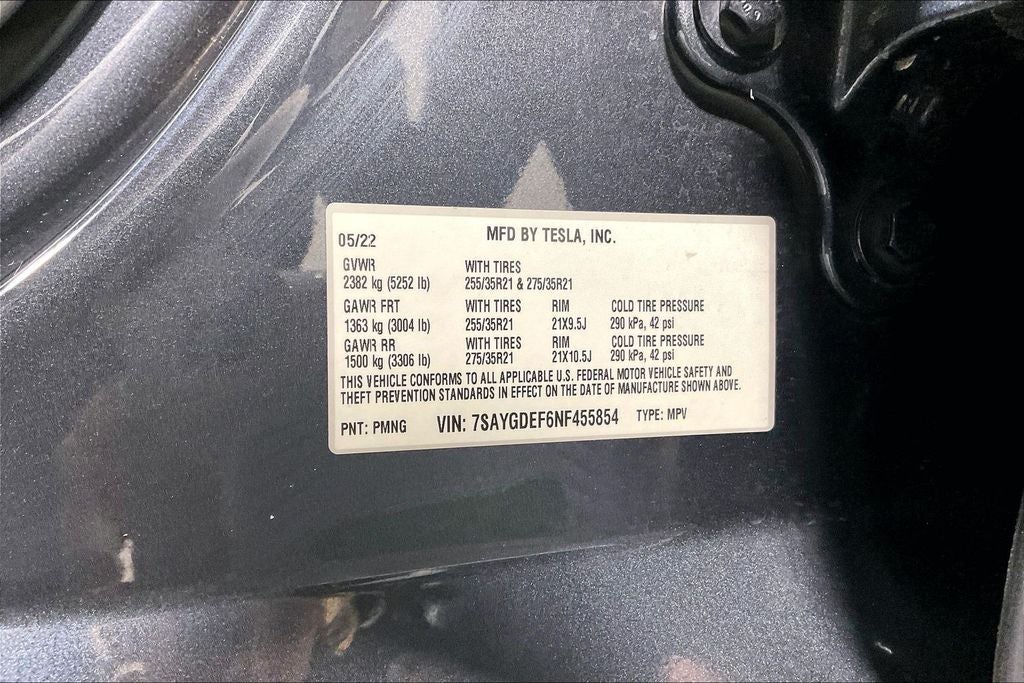 MFD BY TESLA, INC.
05/22
GVWR WITH TIRES
2382 kg (5252 lb) 255/35R21 & 275/35R21
GAWR FRT WITH TIRES RIM COLD TIRE PRESSURE
1363 kg (3004 lb) 255/35R21 21X9.5J 290 kPa, 42 psi
GAWR RR WITH TIRES RIM COLD TIRE PRESSURE
1500 kg (3306 lb) 275/35R21 21X10.5J 290 kPa, 42 psi
THIS VEHICLE CONFORMS TO ALL APPLICABLE U.S. FEDERAL MOTOR VEHICLE SAFETY AND
THEFT PREVENTION STANDARDS IN EFFECT ON THE DATE OF MANUFACTURE SHOWN ABOVE.
PNT: PMNG VIN: 7SAYGDEF6NF455854 TYPE: MPV